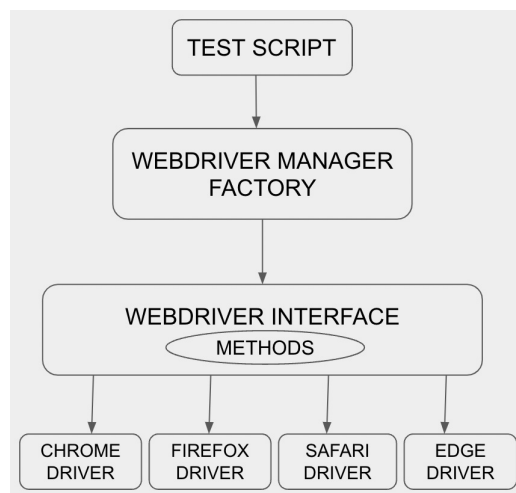 TEST SCRIPT
WEBDRIVER MANAGER
FACTORY
WEBDRIVER INTERFACE
METHODS
CHROME
DRIVER
FIREFOX
DRIVER
SAFARI
DRIVER
EDGE
DRIVER